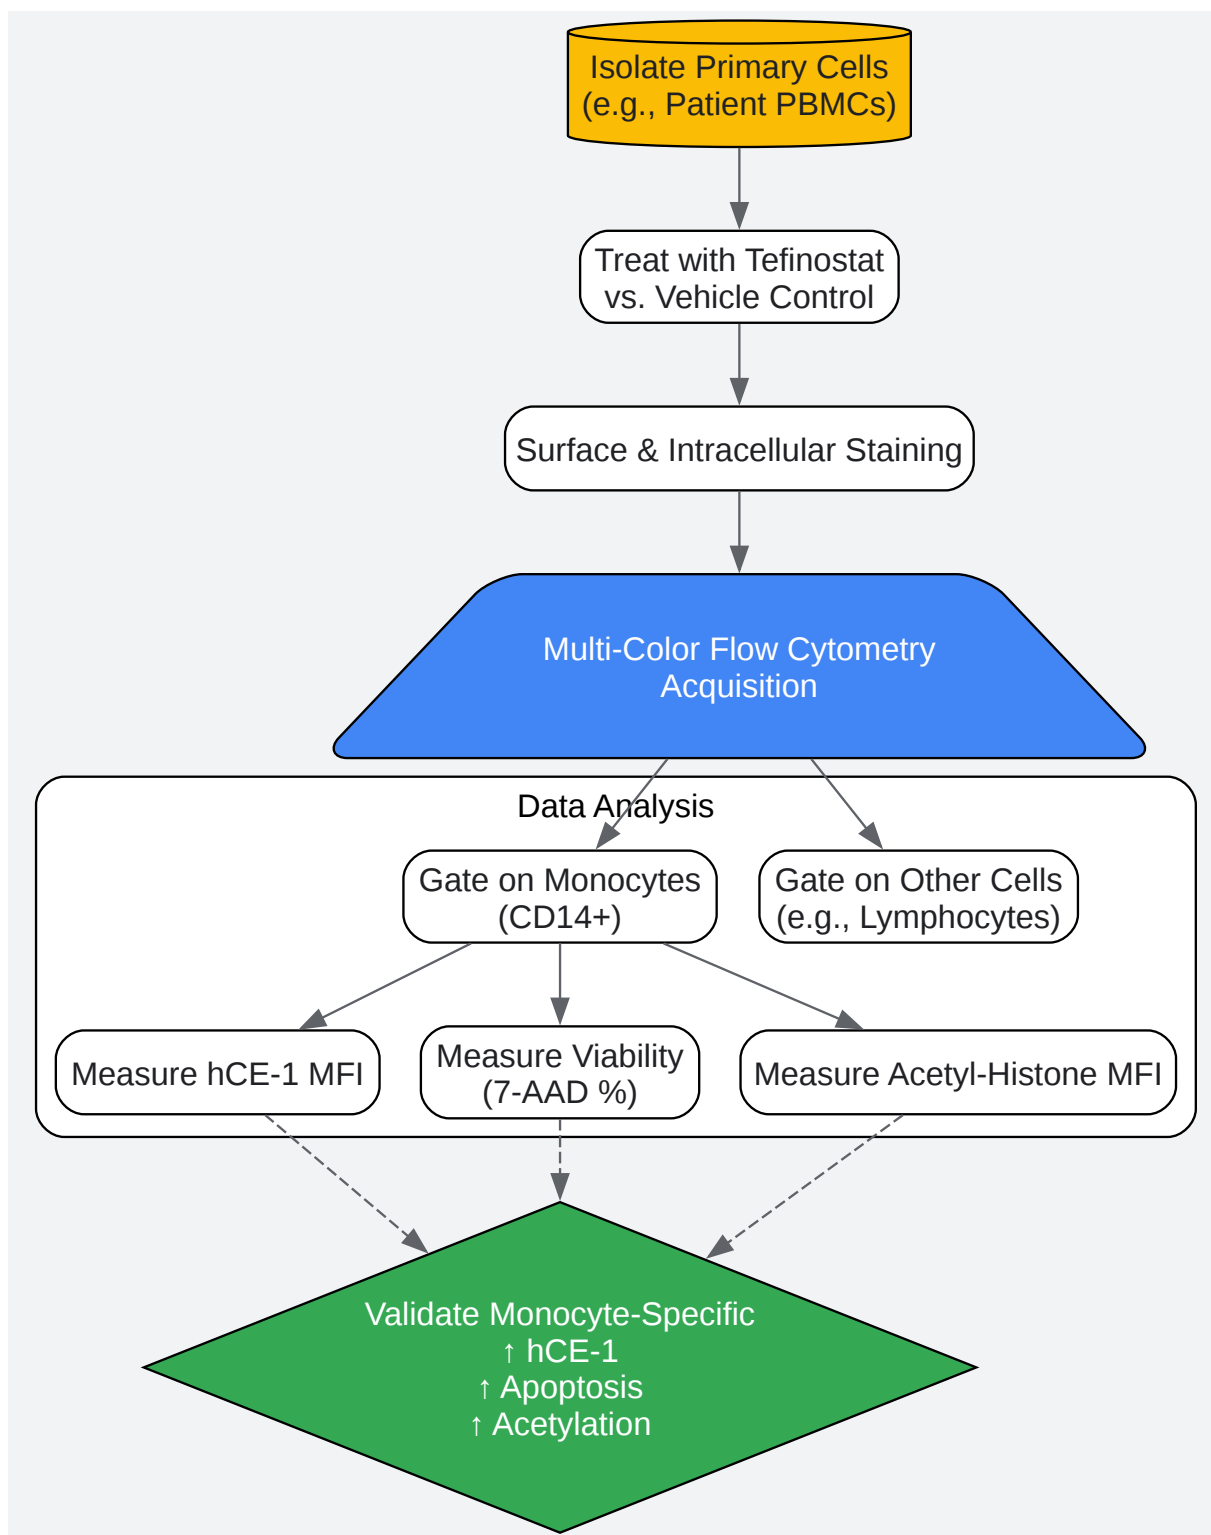 Isolate Primary Cells
(e.g., Patient PBMCs)
Treat with Tefinostat
vs. Vehicle Control
Surface & Intracellular Staining
Multi-Color Flow Cytometry
Acquisition
Data Analysis
Gate on Monocytes
(CD14+)
Gate on Other Cells
(e.g., Lymphocytes)
Measure hCE-1 MFI
Measure Viability
(7-AAD %)
Measure Acetyl-Histone MFI
Validate Monocyte-Specific
↑ hCE-1
↑ Apoptosis
↑ Acetylation